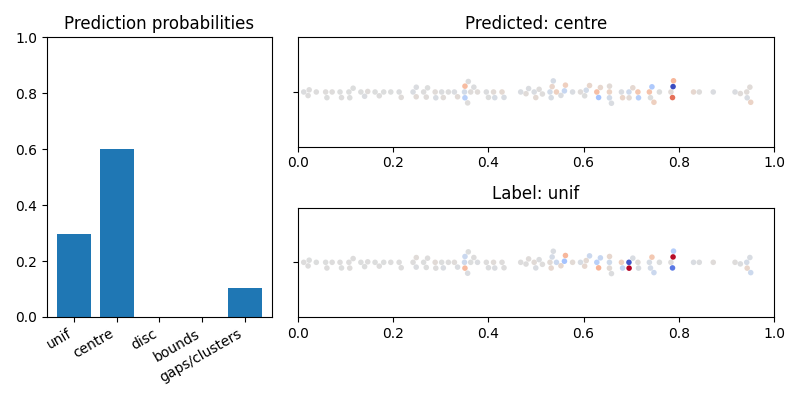 Prediction probabilities
1.0
0.8
0.6
0.4
0.2
0.0
unif
centre
disc
bounds
gaps/clusters
Predicted: centre
0.0 0.2 0.4 0.6 0.8 1.0
Label: unif
0.0 0.2 0.4 0.6 0.8 1.0